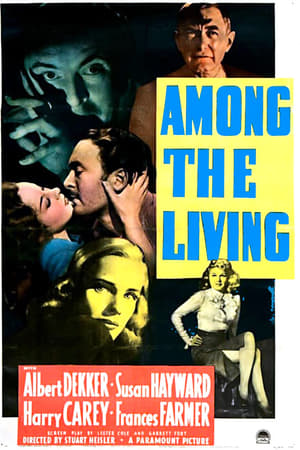 AMONG
THE
LIVING
WITH
Albert DEKKER · Susan HAYWARD
Harry CAREY · Frances FARMER
SCREEN PLAY BY LESTER COLE AND GARRETT FORT
DIRECTED BY STUART HEISLER · A PARAMOUNT PICTURE